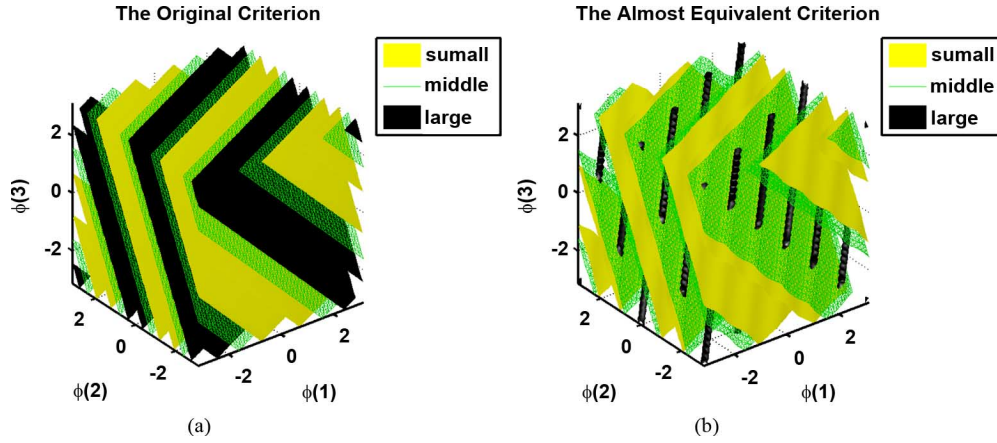 The Original Criterion
sumall
middle
large
ϕ(3)
2
0
-2
2
0
-2
ϕ(2)
-2
0
2
ϕ(1)
(a)
The Almost Equivalent Criterion
sumall
middle
large
ϕ(3)
2
0
-2
2
0
-2
ϕ(2)
-2
0
2
ϕ(1)
(b)